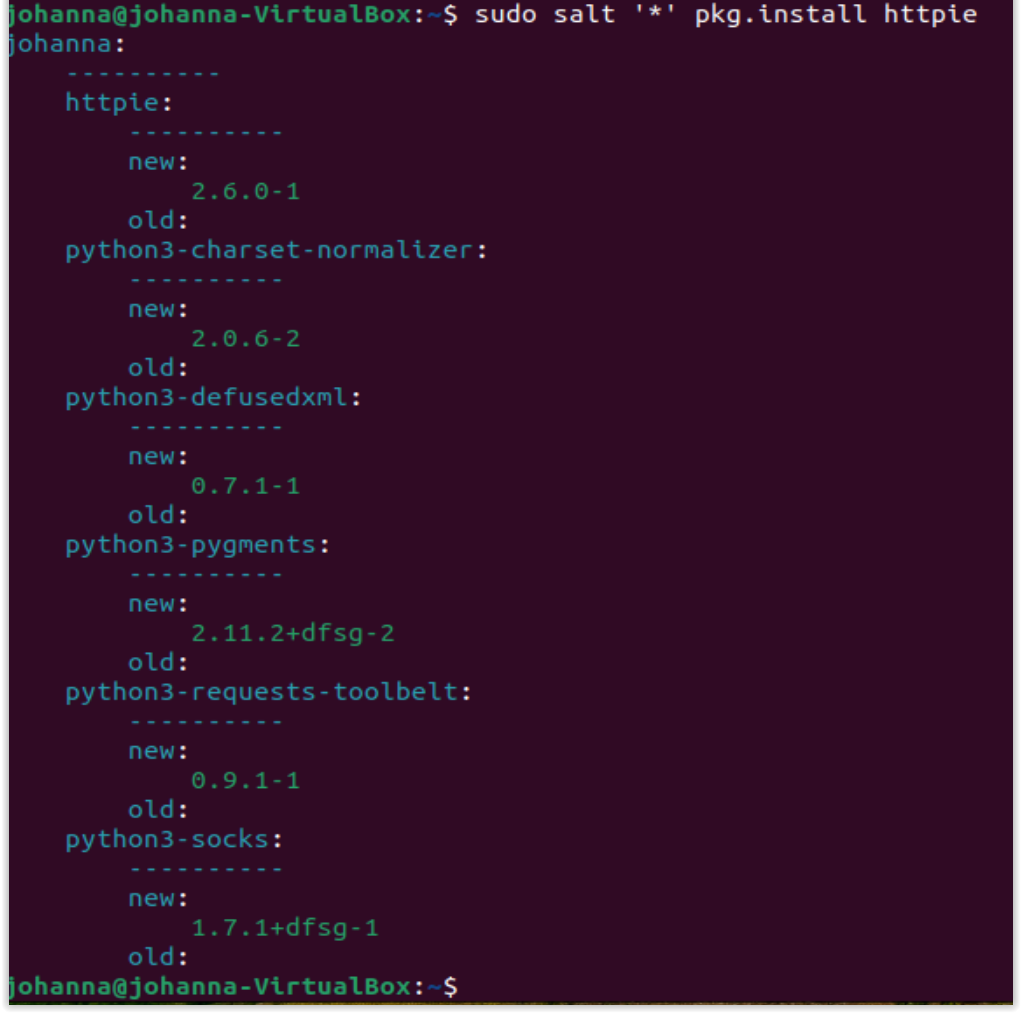 johanna@johanna-VirtualBox:~$ sudo salt '*' pkg.install httpie
johanna:
    ----------
    httpie:
        ----------
        new:
            2.6.0-1
        old:
    python3-charset-normalizer:
        ----------
        new:
            2.0.6-2
        old:
    python3-defusedxml:
        ----------
        new:
            0.7.1-1
        old:
    python3-pygments:
        ----------
        new:
            2.11.2+dfsg-2
        old:
    python3-requests-toolbelt:
        ----------
        new:
            0.9.1-1
        old:
    python3-socks:
        ----------
        new:
            1.7.1+dfsg-1
        old:
johanna@johanna-VirtualBox:~$